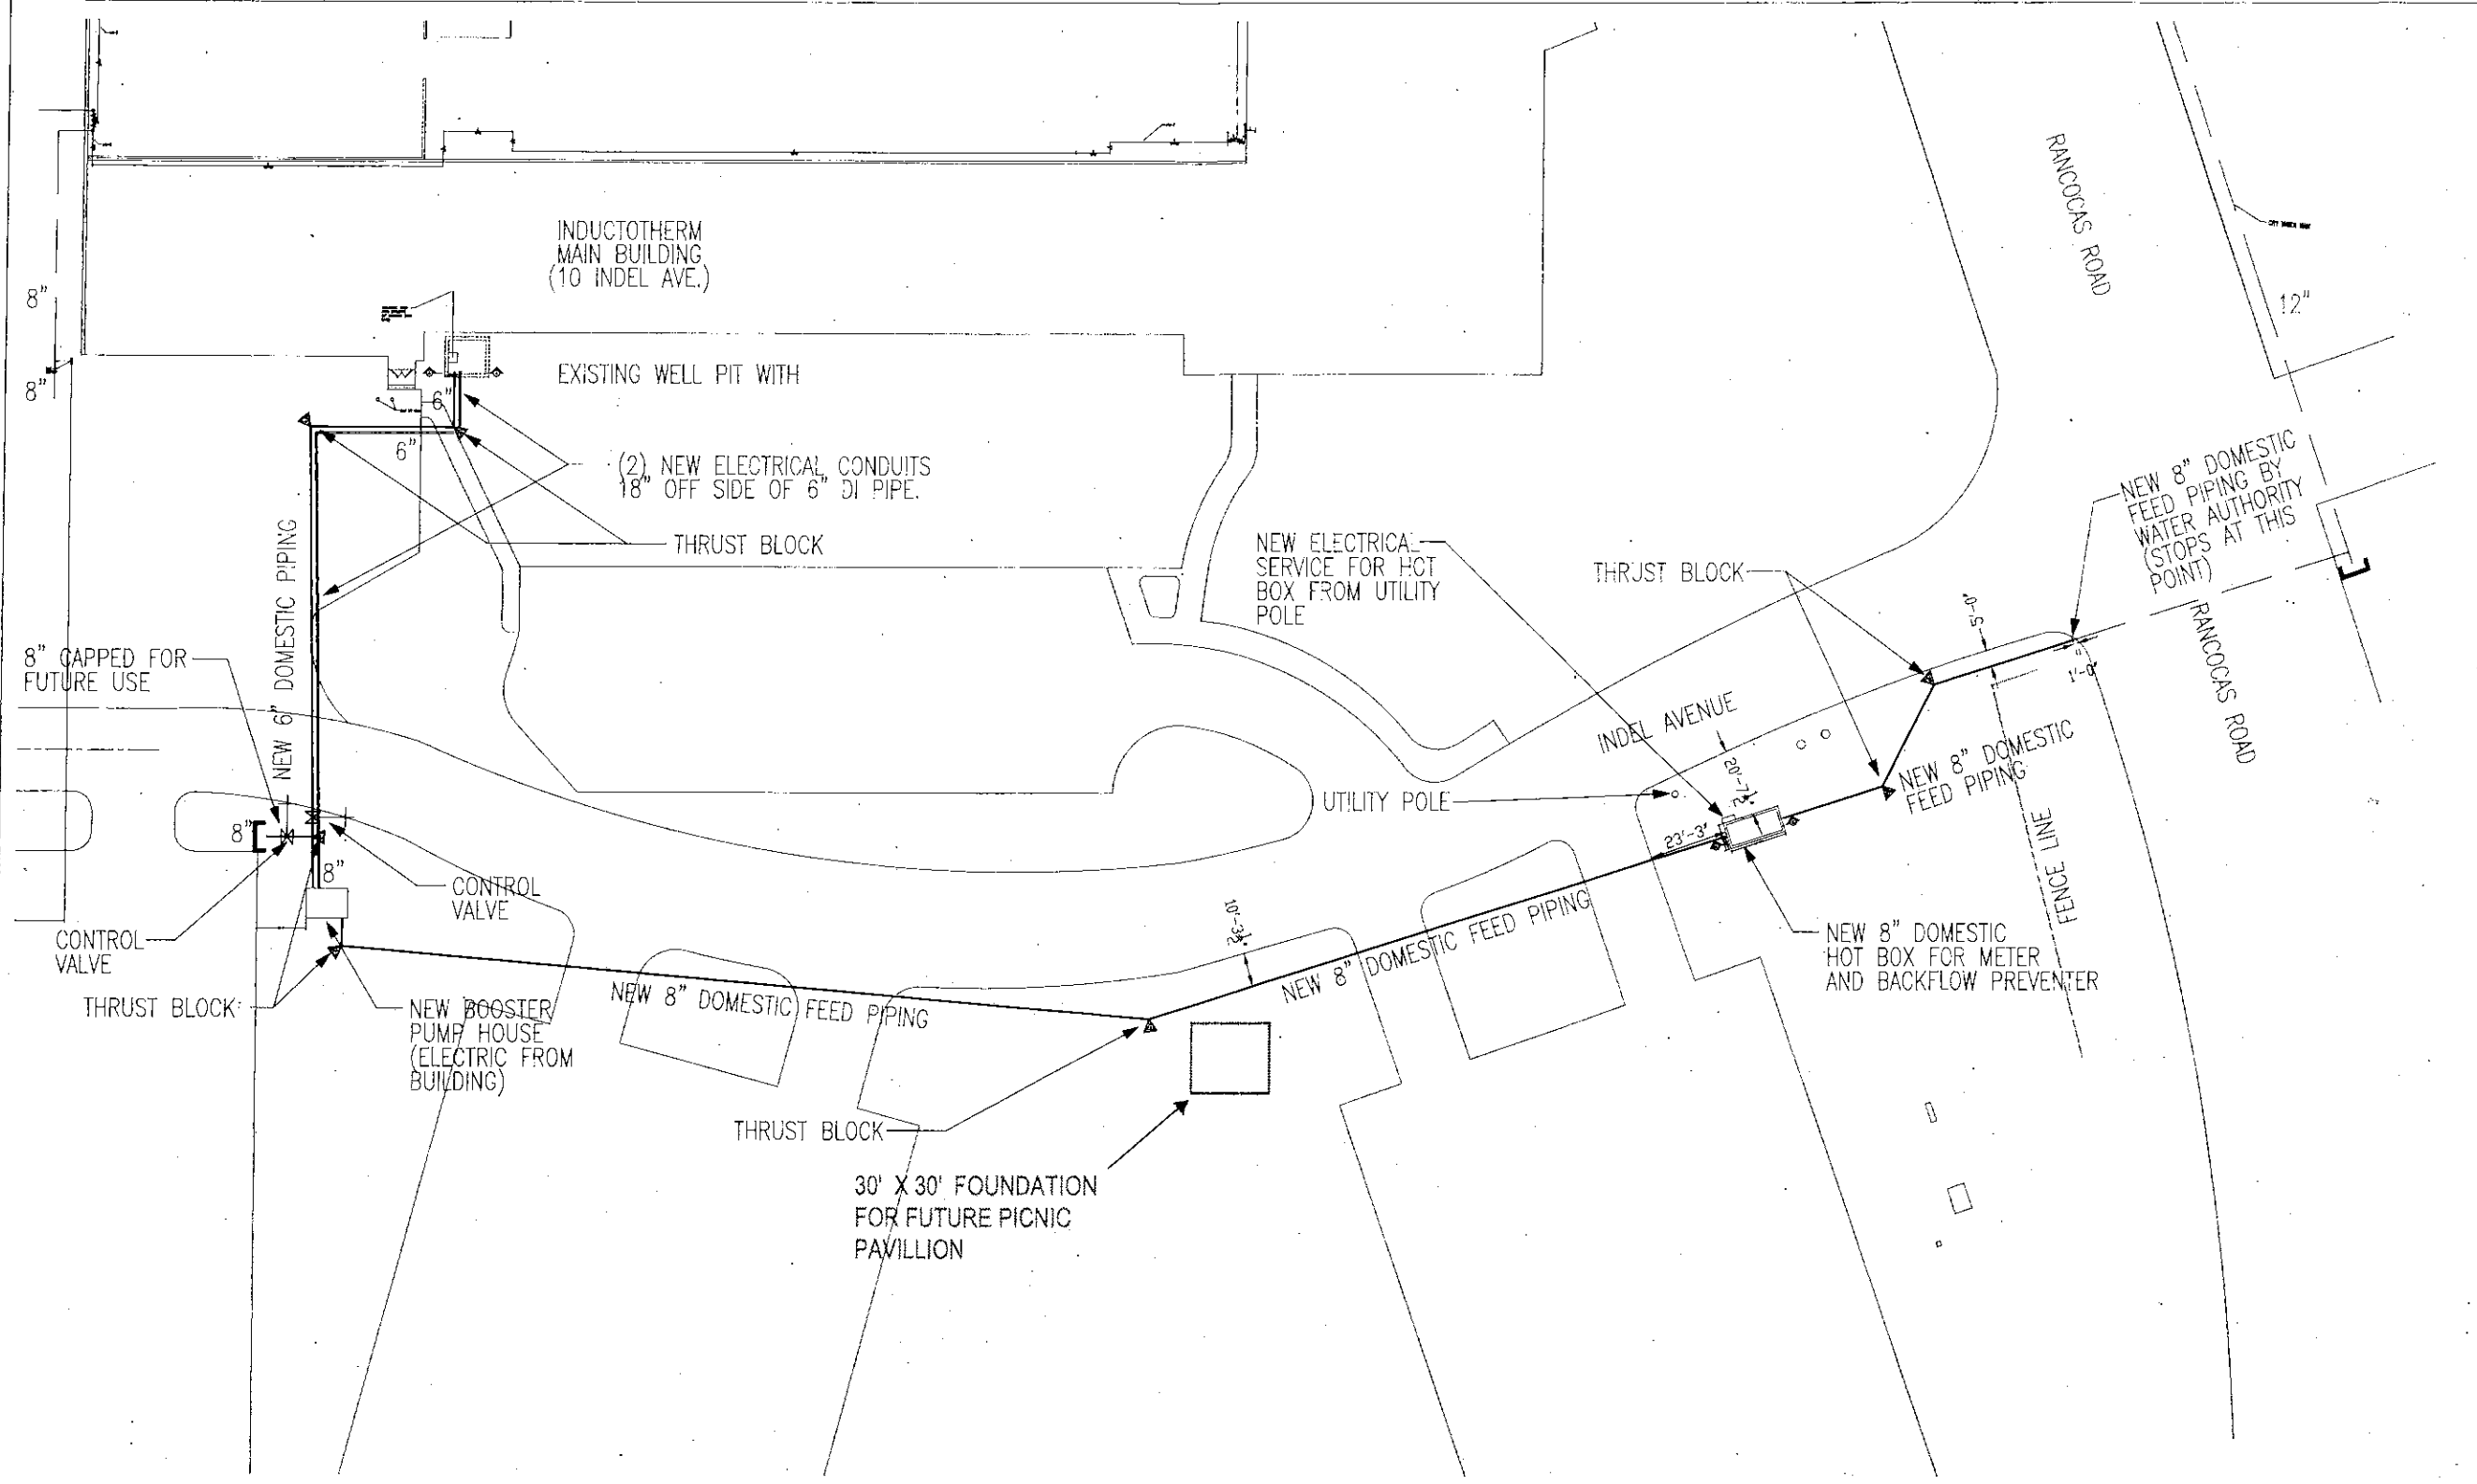 RANCOCAS ROAD
INDUCTOTHERM
MAIN BUILDING
(10 INDEL AVE.)
8"
8"
12"
EXISTING WELL PIT WITH
6"
6"
(2) NEW ELECTRICAL CONDUITS
18" OFF SIDE OF 6" DI PIPE.
THRUST BLOCK
NEW 6" DOMESTIC PIPING
NEW ELECTRICAL
SERVICE FOR HOT
BOX FROM UTILITY
POLE
THRUST BLOCK
NEW 8" DOMESTIC
FEED PIPING BY
WATER AUTHORITY
(STOPS AT THIS
POINT)
5'-0"
1'-0"
RANCOCAS ROAD
8" CAPPED FOR
FUTURE USE
INDEL AVENUE
20'-7½"
NEW 8" DOMESTIC
FEED PIPING
UTILITY POLE
23'-3"
FENCE LINE
8"
8"
CONTROL
VALVE
CONTROL
VALVE
10'-3½"
NEW 8" DOMESTIC FEED PIPING
NEW 8" DOMESTIC
HOT BOX FOR METER
AND BACKFLOW PREVENTER
THRUST BLOCK
NEW BOOSTER
PUMP HOUSE
(ELECTRIC FROM
BUILDING)
NEW 8" DOMESTIC FEED PIPING
THRUST BLOCK
30' X 30' FOUNDATION
FOR FUTURE PICNIC
PAVILLION